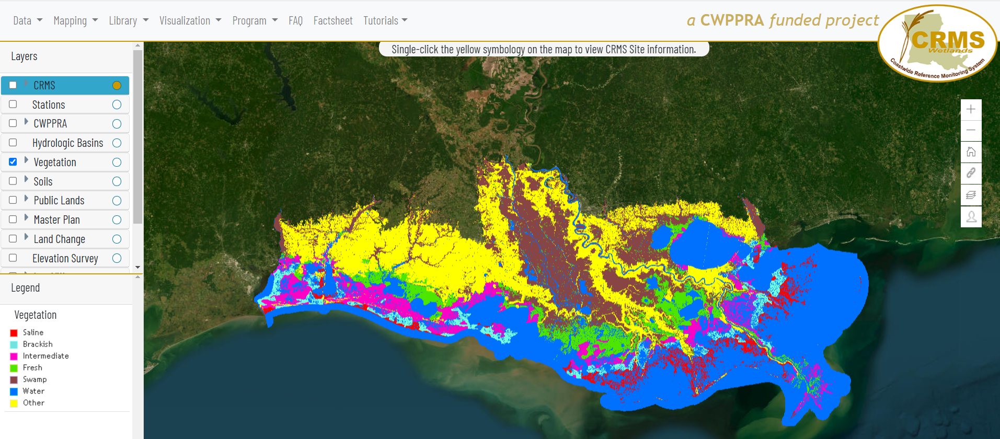 Data Mapping Library Visualization Program FAQ Factsheet Tutorials
a CWPPRA funded project
CRMS
Wetlands
Coastwide Reference Monitoring System
Single-click the yellow symbology on the map to view CRMS Site information.
Layers
CRMS
Stations
CWPPRA
Hydrologic Basins
Vegetation
Soils
Public Lands
Master Plan
Land Change
Elevation Survey
Legend
Vegetation
Saline
Brackish
Intermediate
Fresh
Swamp
Water
Other